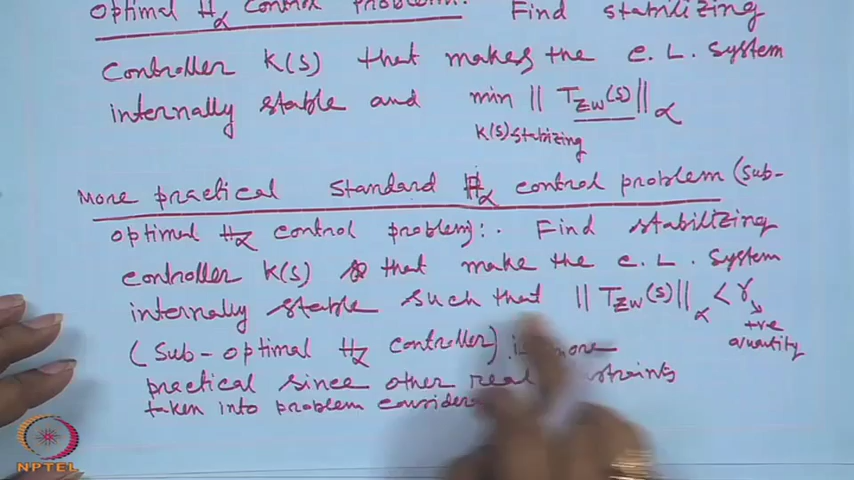 optimal H∝ control problem: Find stabilizing
controller K(s) that makes the C.L. system
internally stable and min || Tzw(s) ||∝
K(s) stabizing
More practical standard H∝ control problem (sub-
optimal H∝ control problem):- Find stabilizing
controller K(s) so that make the C.L. system
internally stable such that || Tzw(s) ||∝ < γ
+ve
quantity
(Sub-optimal H∝ controller) is more
practical since other real
taken into problem
NPTEL